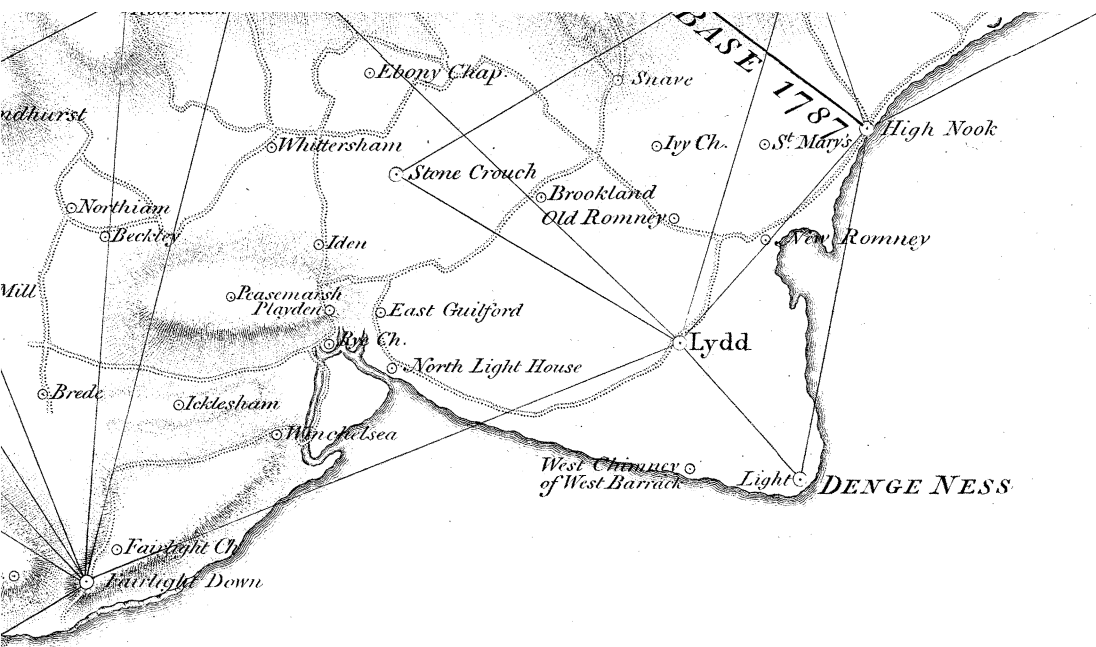 BASE 1787
Ebony Chap.
Snave
ndhurst
Whittersham
Ivy Ch.
St. Mary's
High Nook
Stone Crouch
Northiam
Brookland
Old Romney
Beckley
Iden
New Romney
Mill
Peasemarsh
Playden
East Guilford
Rye Ch.
Lydd
North Light House
Brede
Icklesham
Winchelsea
West Chimney
of West Barrack
Light
DENGE NESS
Fairlight Ch
Fairlight Down